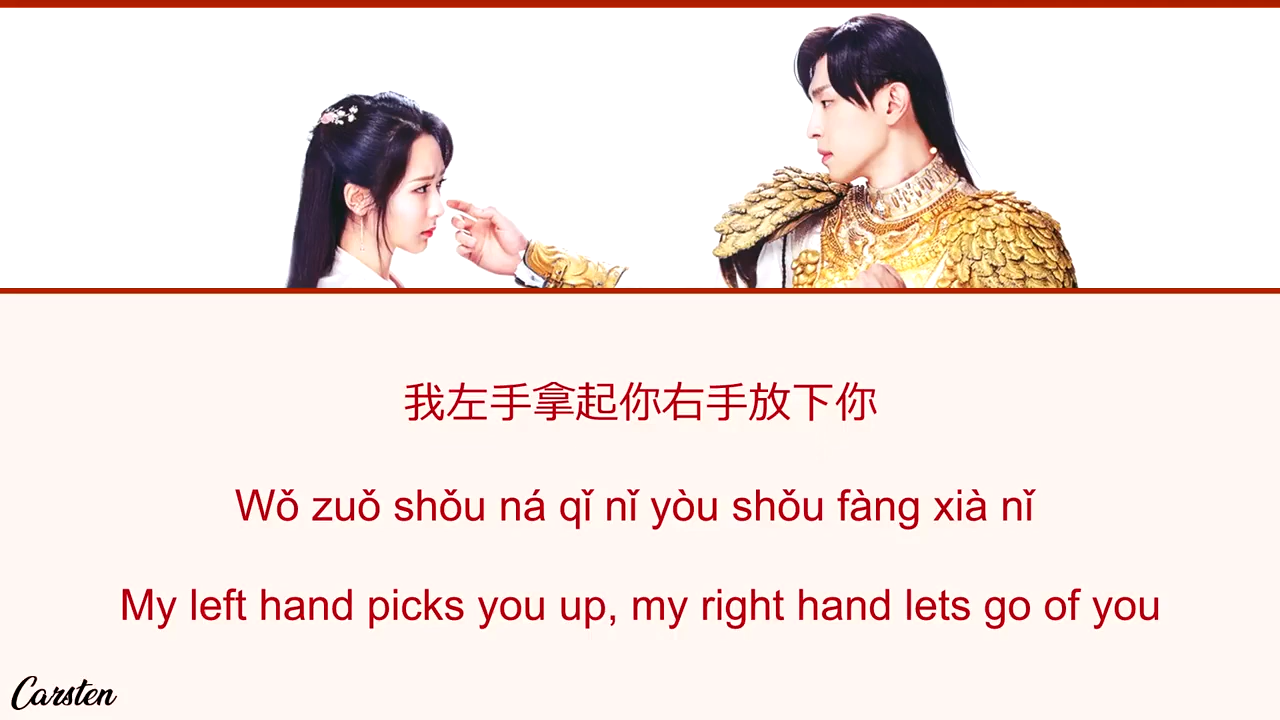 我左手拿起你右手放下你
Wǒ zuǒ shǒu ná qǐ nǐ yòu shǒu fàng xià nǐ
My left hand picks you up, my right hand lets go of you
Carsten